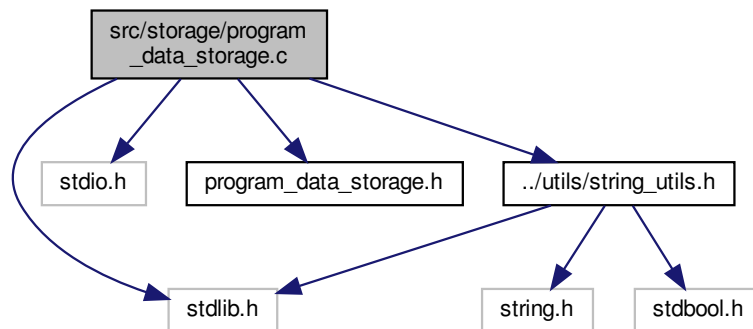 src/storage/program
_data_storage.c
stdio.h
program_data_storage.h
../utils/string_utils.h
stdlib.h
string.h
stdbool.h